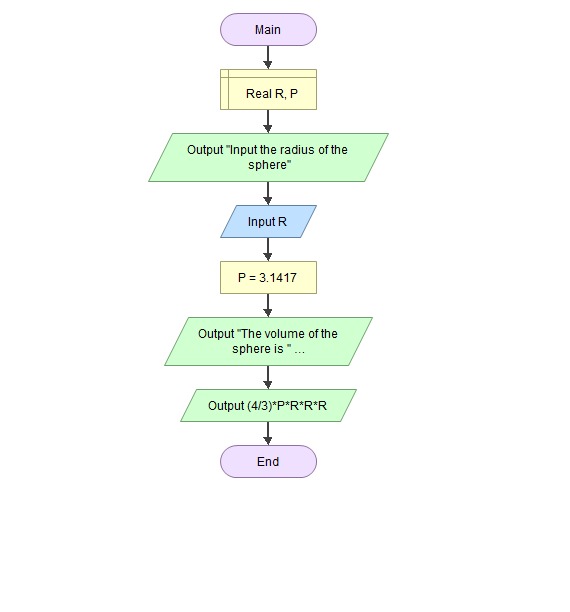 Main
Real R, P
Output "Input the radius of the
sphere"
Input R
P = 3.1417
Output "The volume of the
sphere is " ...
Output (4/3)*P*R*R*R
End